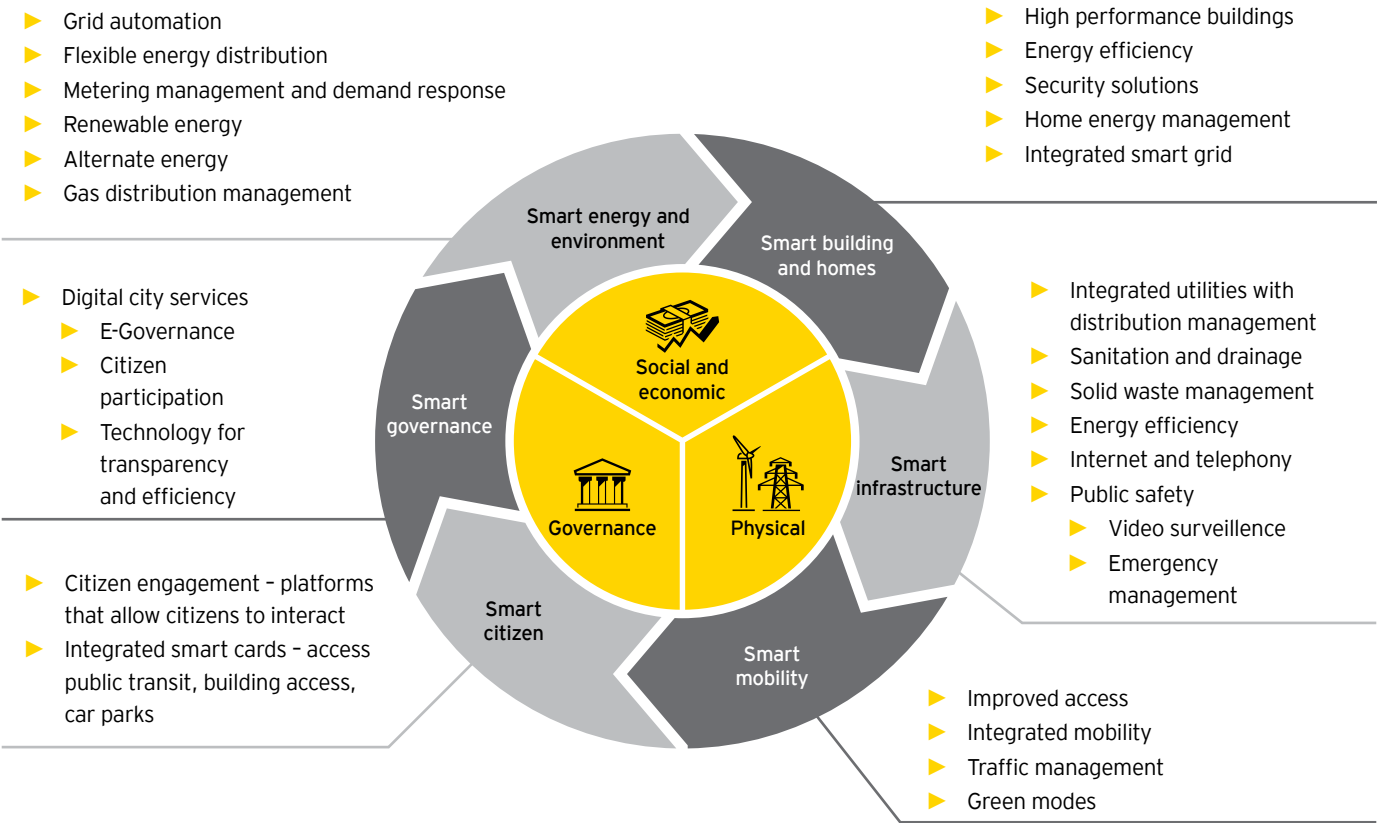 Grid automation
Flexible energy distribution
Metering management and demand response
Renewable energy
Alternate energy
Gas distribution management
High performance buildings
Energy efficiency
Security solutions
Home energy management
Integrated smart grid
Smart energy and
environment
Smart building
and homes
Digital city services
E-Governance
Citizen
participation
Technology for
transparency
and efficiency
Smart
governance
Social and
economic
Governance
Physical
Smart
infrastructure
Integrated utilities with
distribution management
Sanitation and drainage
Solid waste management
Energy efficiency
Internet and telephony
Public safety
Video surveillence
Emergency
management
Citizen engagement – platforms
that allow citizens to interact
Integrated smart cards – access
public transit, building access,
car parks
Smart
citizen
Smart
mobility
Improved access
Integrated mobility
Traffic management
Green modes